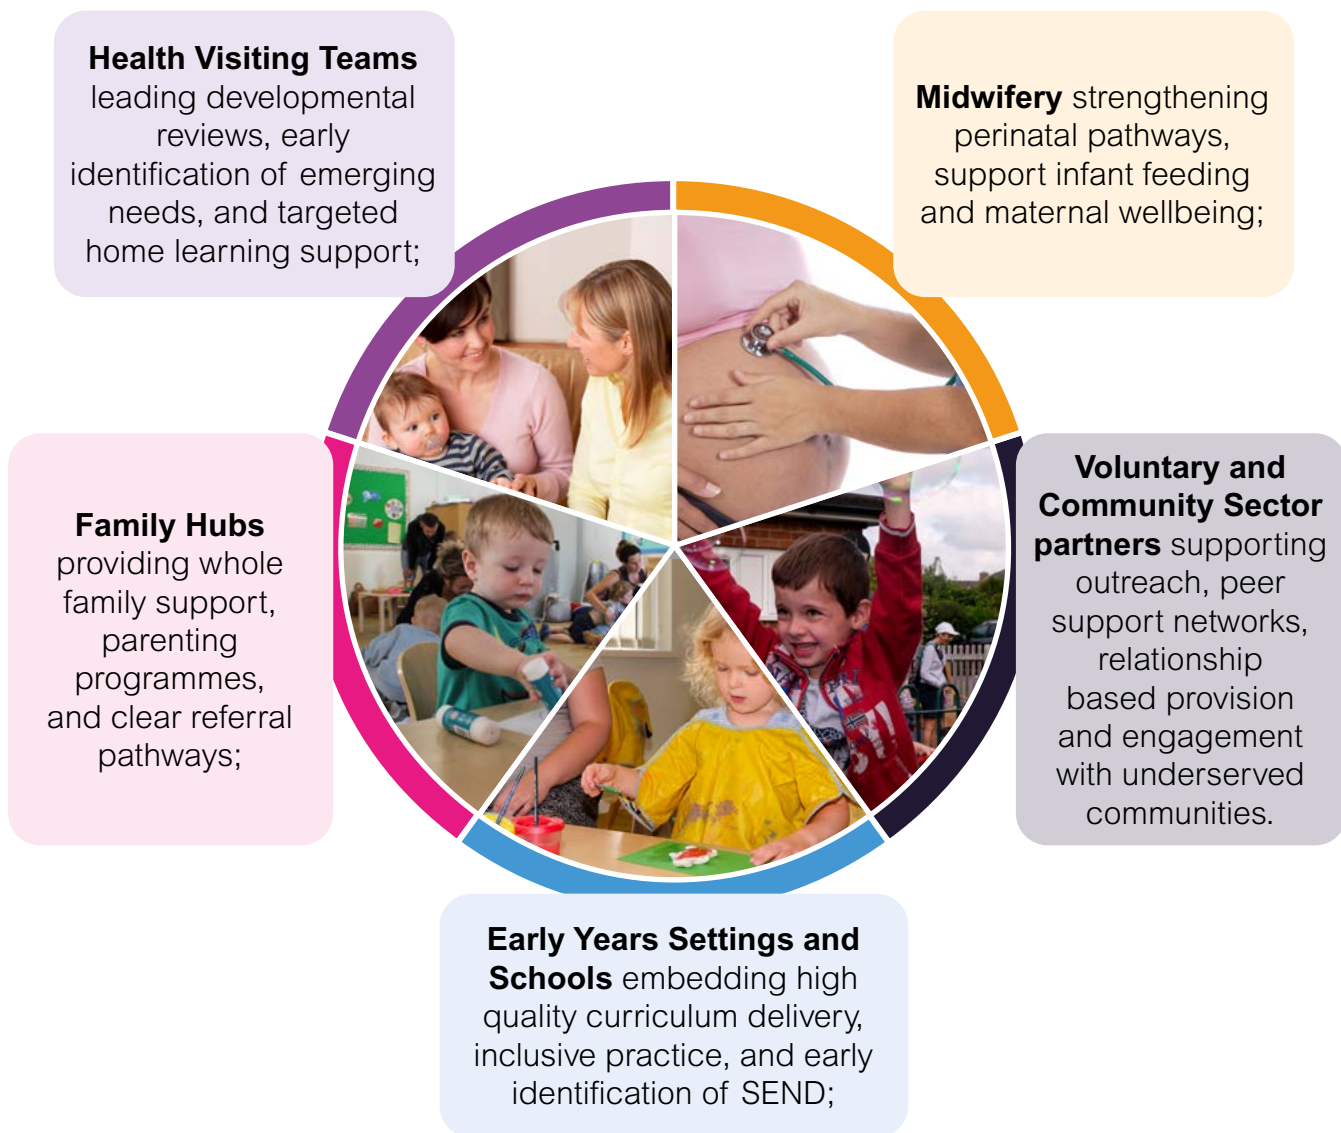 Health Visiting Teams
leading developmental
reviews, early
identification of emerging
needs, and targeted
home learning support;
Midwifery strengthening
perinatal pathways,
support infant feeding
and maternal wellbeing;
Family Hubs
providing whole
family support,
parenting
programmes,
and clear referral
pathways;
Voluntary and
Community Sector
partners supporting
outreach, peer
support networks,
relationship
based provision
and engagement
with underserved
communities.
Early Years Settings and
Schools embedding high
quality curriculum delivery,
inclusive practice, and early
identification of SEND;